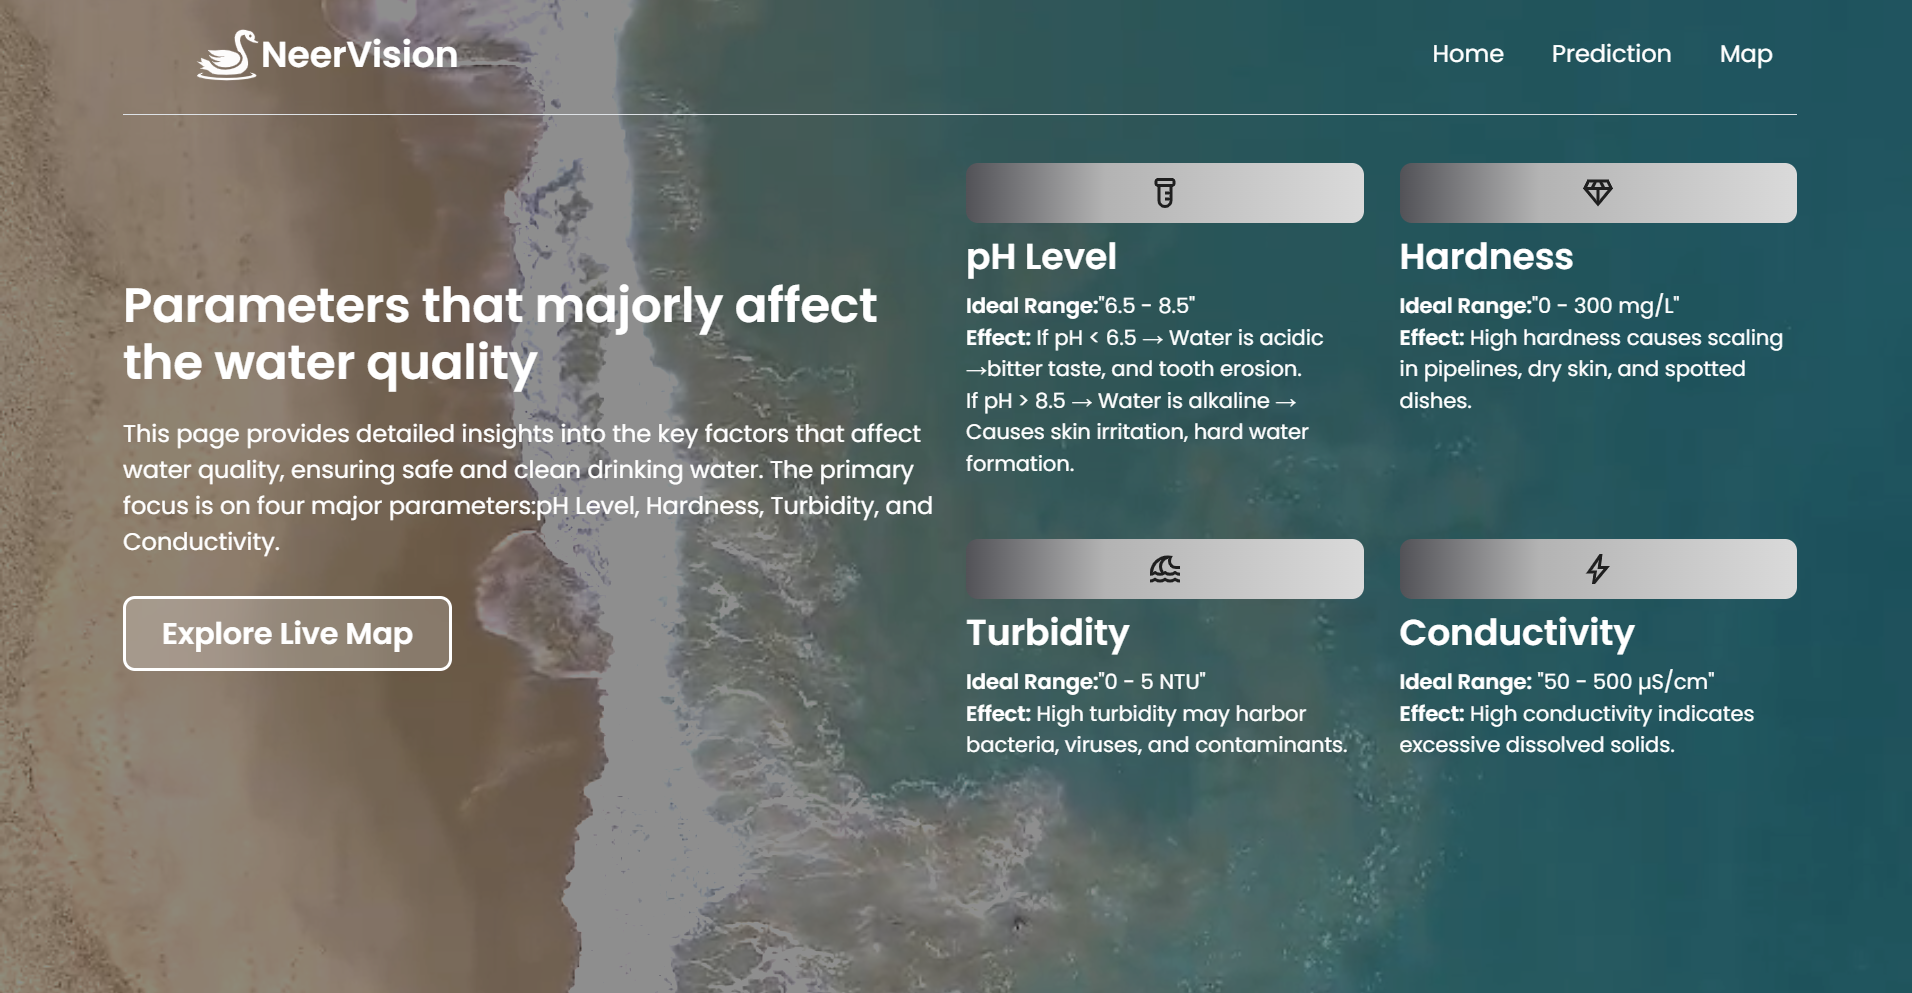 NeerVision
Home
Prediction
Map
Parameters that majorly affect
the water quality
This page provides detailed insights into the key factors that affect
water quality, ensuring safe and clean drinking water. The primary
focus is on four major parameters:pH Level, Hardness, Turbidity, and
Conductivity.
Explore Live Map
pH Level
Ideal Range:"6.5 - 8.5"
Effect: If pH < 6.5 → Water is acidic
→bitter taste, and tooth erosion.
If pH > 8.5 → Water is alkaline →
Causes skin irritation, hard water
formation.
Hardness
Ideal Range:"0 - 300 mg/L"
Effect: High hardness causes scaling
in pipelines, dry skin, and spotted
dishes.
Turbidity
Ideal Range:"0 - 5 NTU"
Effect: High turbidity may harbor
bacteria, viruses, and contaminants.
Conductivity
Ideal Range: "50 - 500 µS/cm"
Effect: High conductivity indicates
excessive dissolved solids.